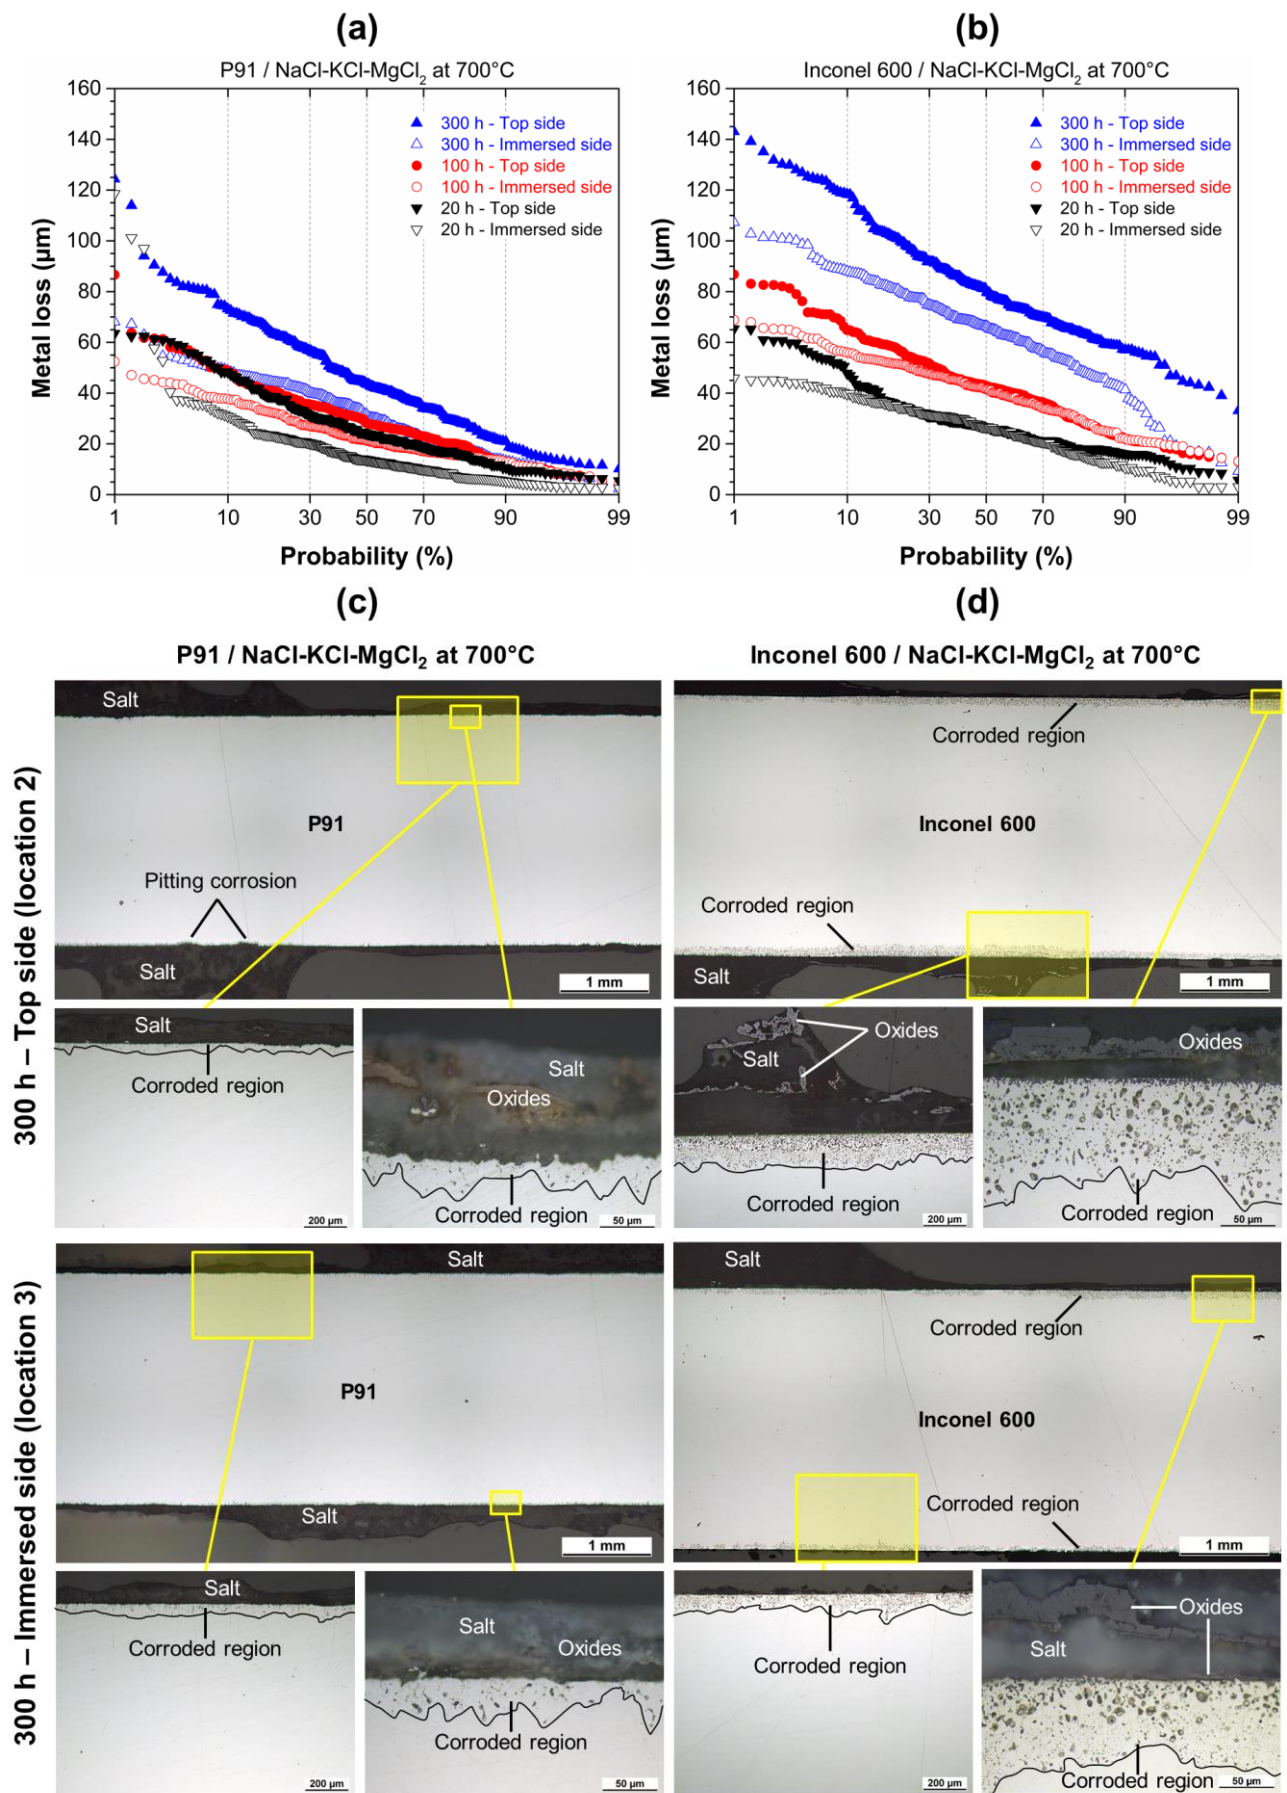 (a)
P91 / NaCl-KCl-MgCl₂ at 700°C
160
140
120
100
80
60
40
20
0
Metal loss (µm)
300 h - Top side
300 h - Immersed side
100 h - Top side
100 h - Immersed side
20 h - Top side
20 h - Immersed side
1
10
30
50
70
90
99
Probability (%)
(b)
Inconel 600 / NaCl-KCl-MgCl₂ at 700°C
160
140
120
100
80
60
40
20
0
Metal loss (µm)
300 h - Top side
300 h - Immersed side
100 h - Top side
100 h - Immersed side
20 h - Top side
20 h - Immersed side
1
10
30
50
70
90
99
Probability (%)
(c)
P91 / NaCl-KCl-MgCl₂ at 700°C
(d)
Inconel 600 / NaCl-KCl-MgCl₂ at 700°C
300 h – Top side (location 2)
Salt
P91
Pitting corrosion
Salt
1 mm
Corroded region
Inconel 600
Corroded region
Salt
1 mm
Salt
Corroded region
200 µm
Salt
Oxides
Corroded region
50 µm
Oxides
Salt
Corroded region
200 µm
Oxides
Corroded region
50 µm
300 h – Immersed side (location 3)
Salt
P91
Salt
1 mm
Salt
Corroded region
Inconel 600
Corroded region
1 mm
Salt
Corroded region
200 µm
Salt
Oxides
Corroded region
50 µm
Corroded region
200 µm
Oxides
Salt
Corroded region
50 µm